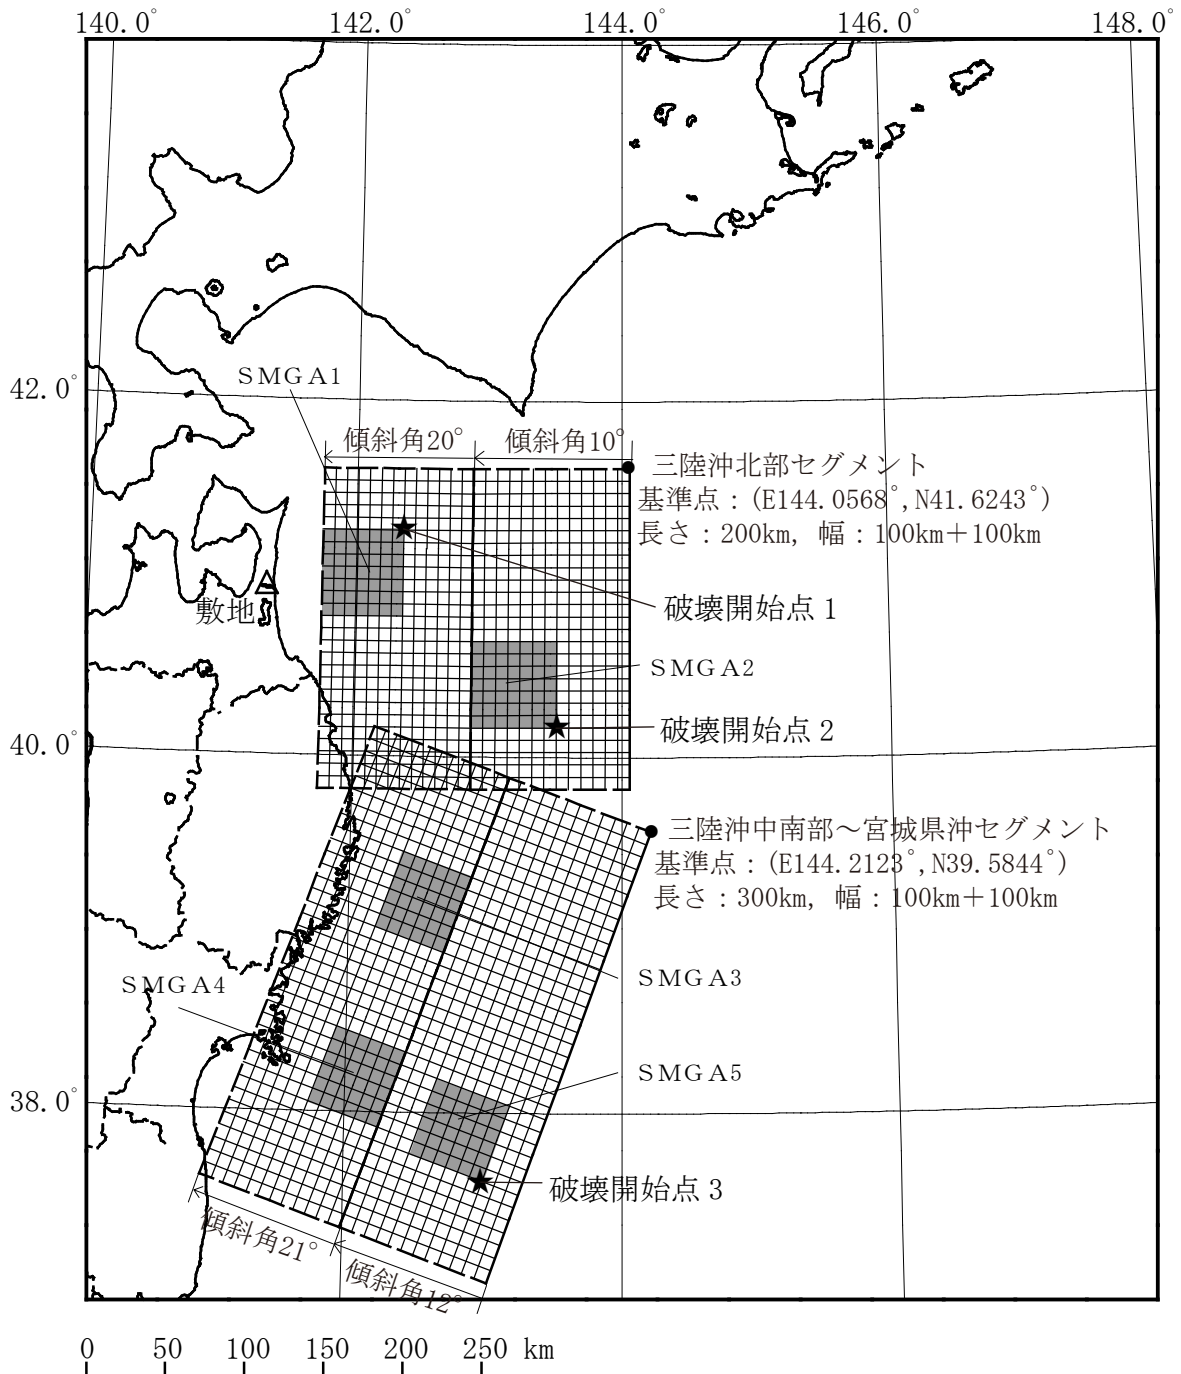 140.0°
142.0°
144.0°
146.0°
148.0°
42.0°
SMGA1
傾斜角20°
傾斜角10°
三陸沖北部セグメント
基準点：(E144.0568°,N41.6243°)
長さ：200km, 幅：100km＋100km
敷地
破壊開始点1
SMGA2
破壊開始点2
40.0°
三陸沖中南部～宮城県沖セグメント
基準点：(E144.2123°,N39.5844°)
長さ：300km, 幅：100km＋100km
SMGA3
SMGA4
SMGA5
38.0°
破壊開始点3
傾斜角21°
傾斜角12°
0 50 100 150 200 250 km